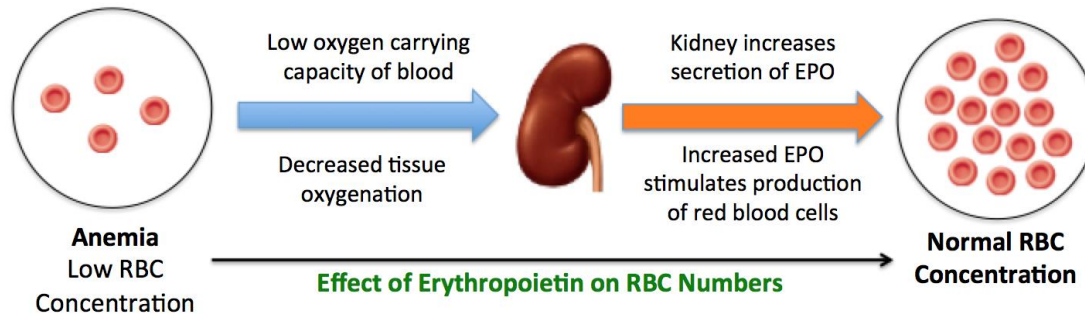 Low oxygen carrying
capacity of blood
Decreased tissue
oxygenation
Kidney increases
secretion of EPO
Increased EPO
stimulates production
of red blood cells
Anemia
Low RBC
Concentration
Effect of Erythropoietin on RBC Numbers
Normal RBC
Concentration